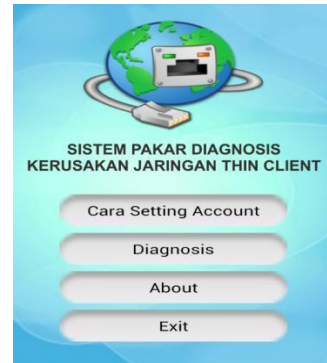 SISTEM PAKAR DIAGNOSIS
KERUSAKAN JARINGAN THIN CLIENT
Cara Setting Account
Diagnosis
About
Exit